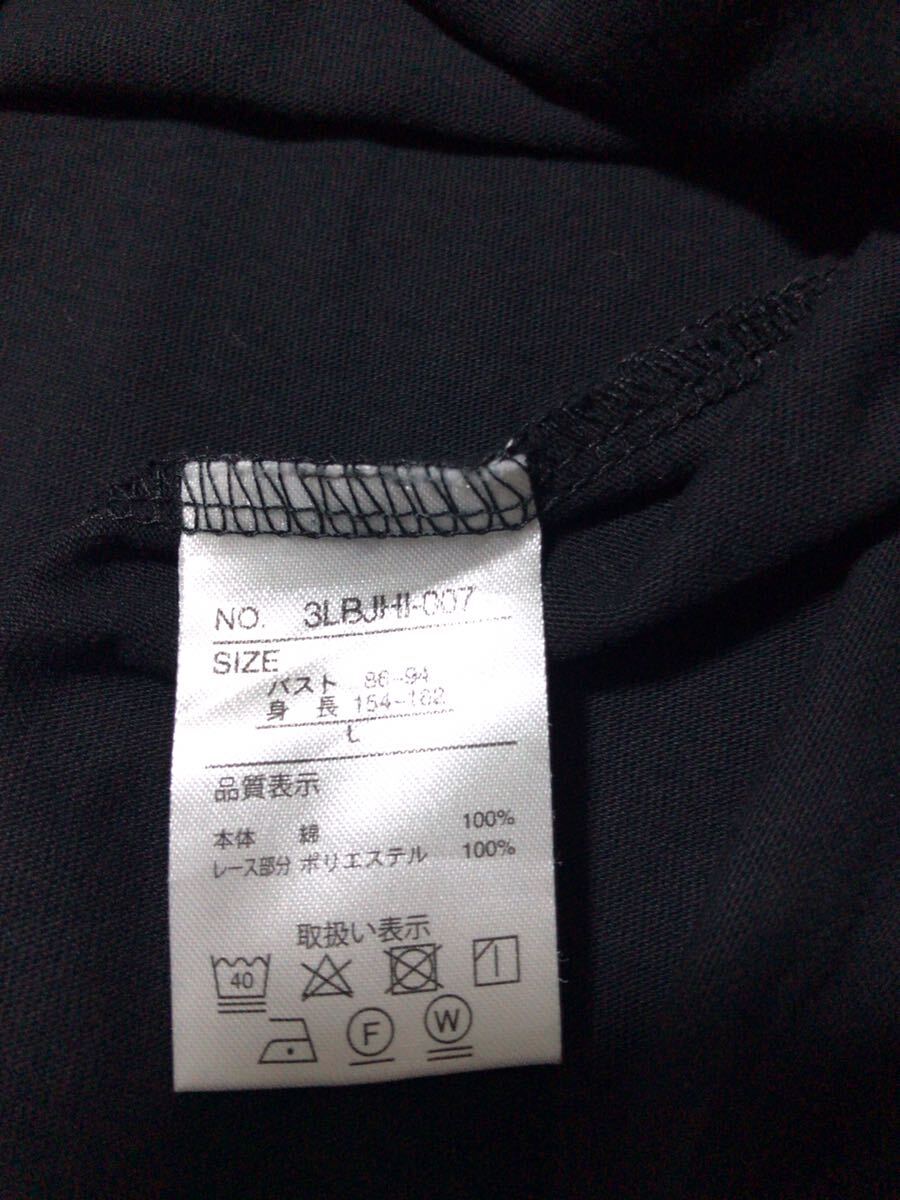 NO. 3LBJHI-007
SIZE
バスト 86~94
身長 154~162
L
品質表示
本体 綿 100%
レース部分 ポリエステル 100%
取扱い表示
40
F W